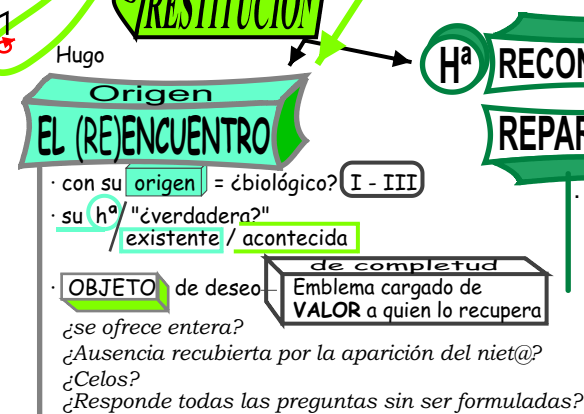 RESTITUCIÓN
Hugo
Hª
Origen
EL (RE)ENCUENTRO
· con su origen = ¿biológico? I - III
· su hª / "¿verdadera?"
existente / acontecida
· OBJETO de deseo
de completud
Emblema cargado de
VALOR a quien lo recupera
¿se ofrece entera?
¿Ausencia recubierta por la aparición del niet@?
¿Celos?
¿Responde todas las preguntas sin ser formuladas?